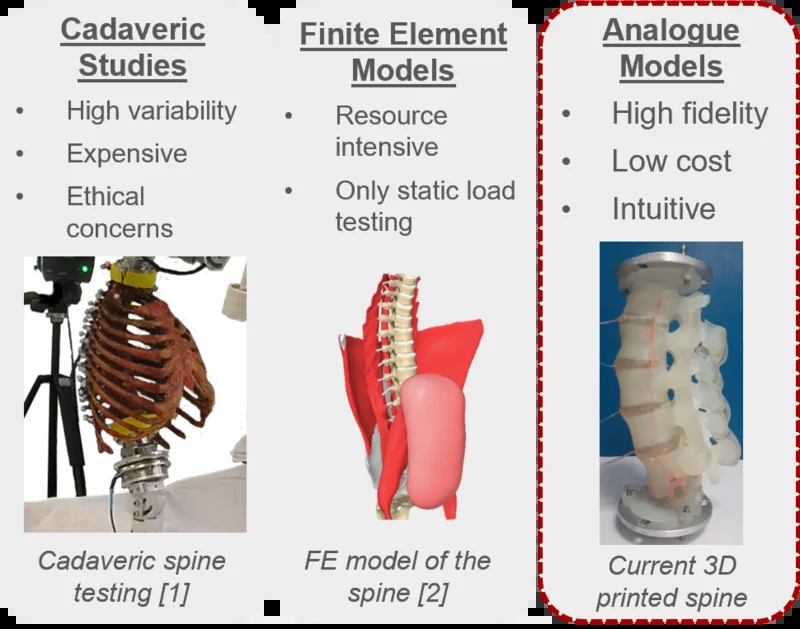 Cadaveric
Studies
• High variability
• Expensive
• Ethical
concerns
Cadaveric spine
testing [1]
Finite Element
Models
• Resource
intensive
• Only static load
testing
FE model of the
spine [2]
Analogue
Models
• High fidelity
• Low cost
• Intuitive
Current 3D
printed spine